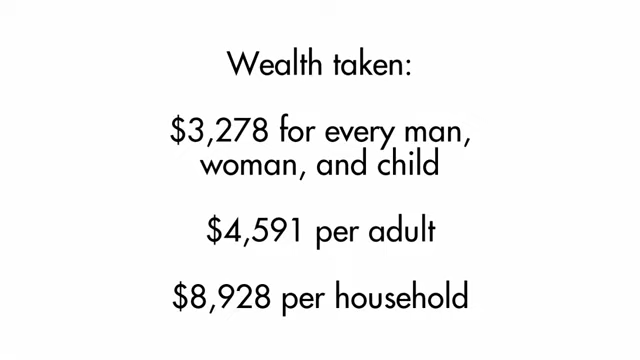 Wealth taken:
$3,278 for every man,
woman, and child
$4,591 per adult
$8,928 per household